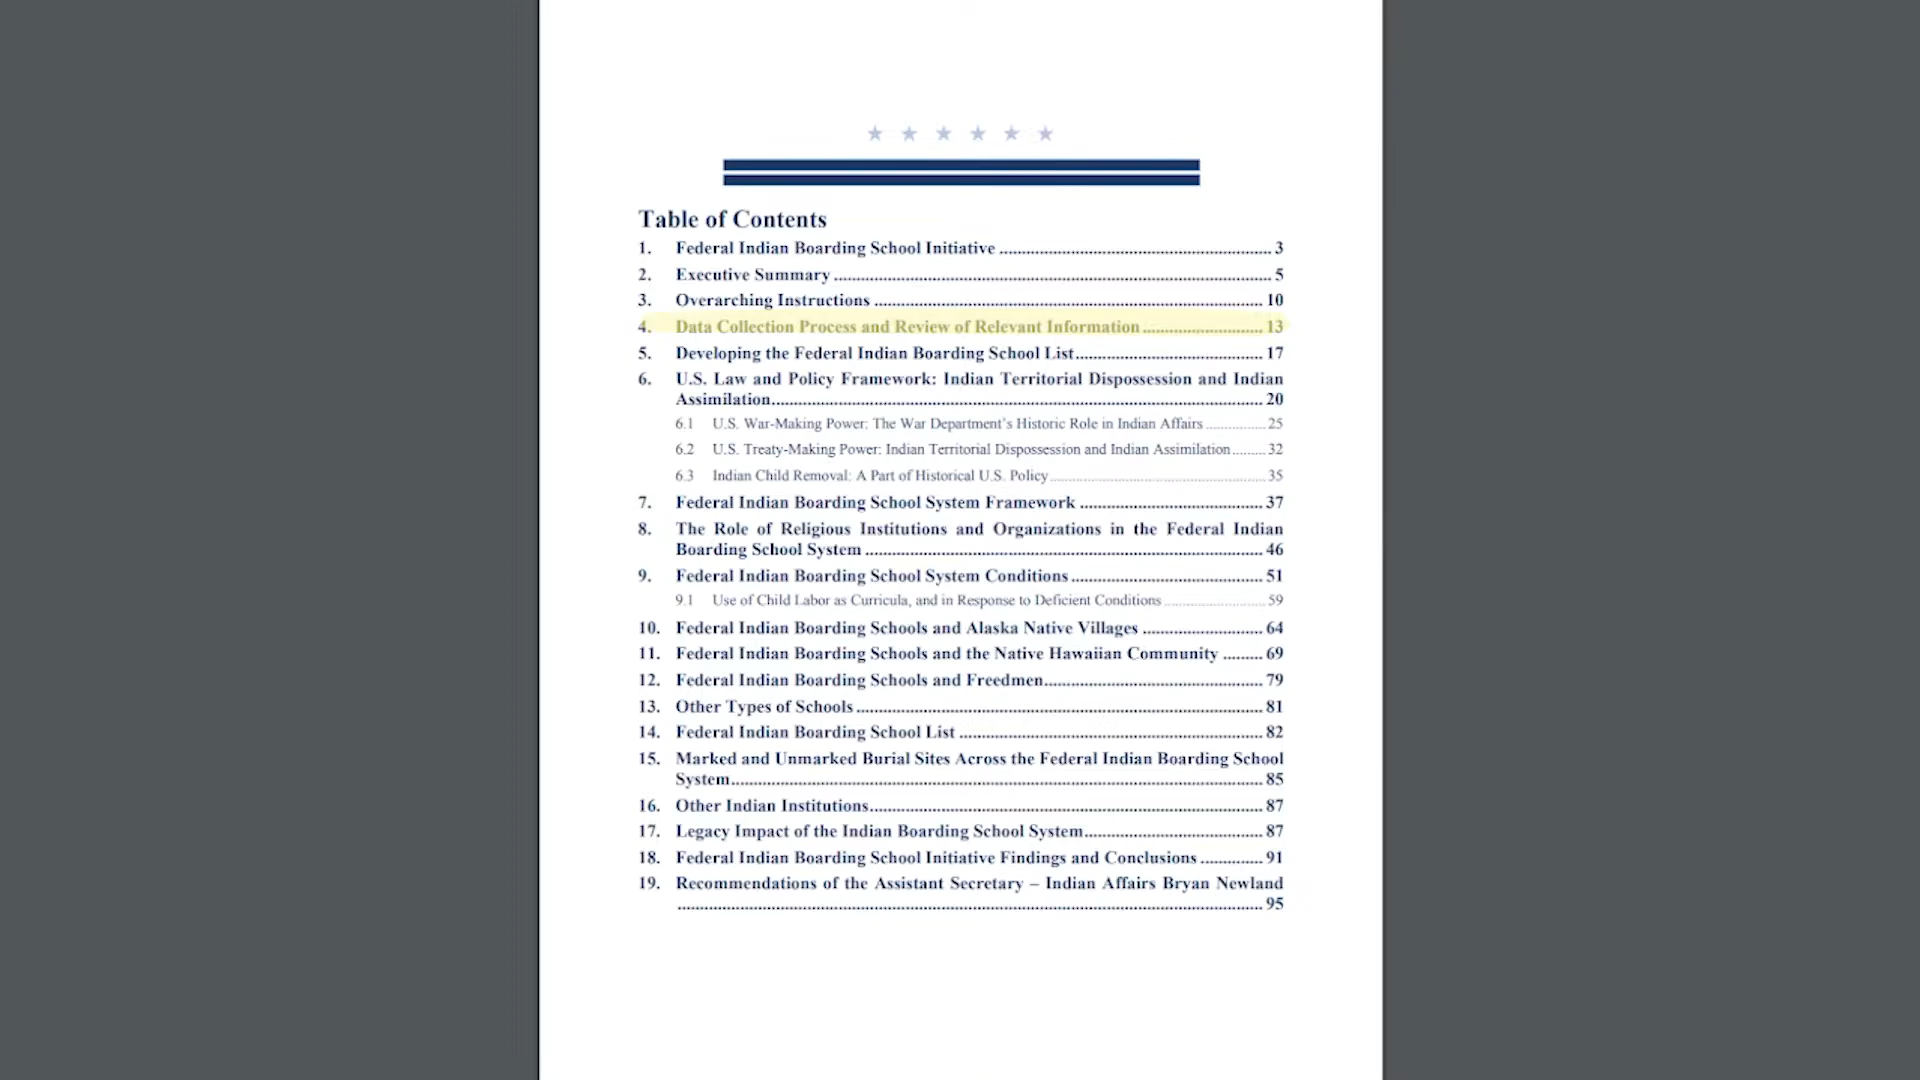 Table of Contents
1. Federal Indian Boarding School Initiative ........ 3
2. Executive Summary ........ 5
3. Overarching Instructions ........ 10
4. Data Collection Process and Review of Relevant Information ........ 13
5. Developing the Federal Indian Boarding School List ........ 17
6. U.S. Law and Policy Framework: Indian Territorial Dispossession and Indian
Assimilation ........ 20
6.1 U.S. War-Making Power: The War Department's Historic Role in Indian Affairs ........ 25
6.2 U.S. Treaty-Making Power: Indian Territorial Dispossession and Indian Assimilation ........ 32
6.3 Indian Child Removal: A Part of Historical U.S. Policy ........ 35
7. Federal Indian Boarding School System Framework ........ 37
8. The Role of Religious Institutions and Organizations in the Federal Indian
Boarding School System ........ 46
9. Federal Indian Boarding School System Conditions ........ 51
9.1 Use of Child Labor as Curricula, and in Response to Deficient Conditions ........ 59
10. Federal Indian Boarding Schools and Alaska Native Villages ........ 64
11. Federal Indian Boarding Schools and the Native Hawaiian Community ........ 69
12. Federal Indian Boarding Schools and Freedmen ........ 79
13. Other Types of Schools ........ 81
14. Federal Indian Boarding School List ........ 82
15. Marked and Unmarked Burial Sites Across the Federal Indian Boarding School
System ........ 85
16. Other Indian Institutions ........ 87
17. Legacy Impact of the Indian Boarding School System ........ 87
18. Federal Indian Boarding School Initiative Findings and Conclusions ........ 91
19. Recommendations of the Assistant Secretary – Indian Affairs Bryan Newland
........ 95